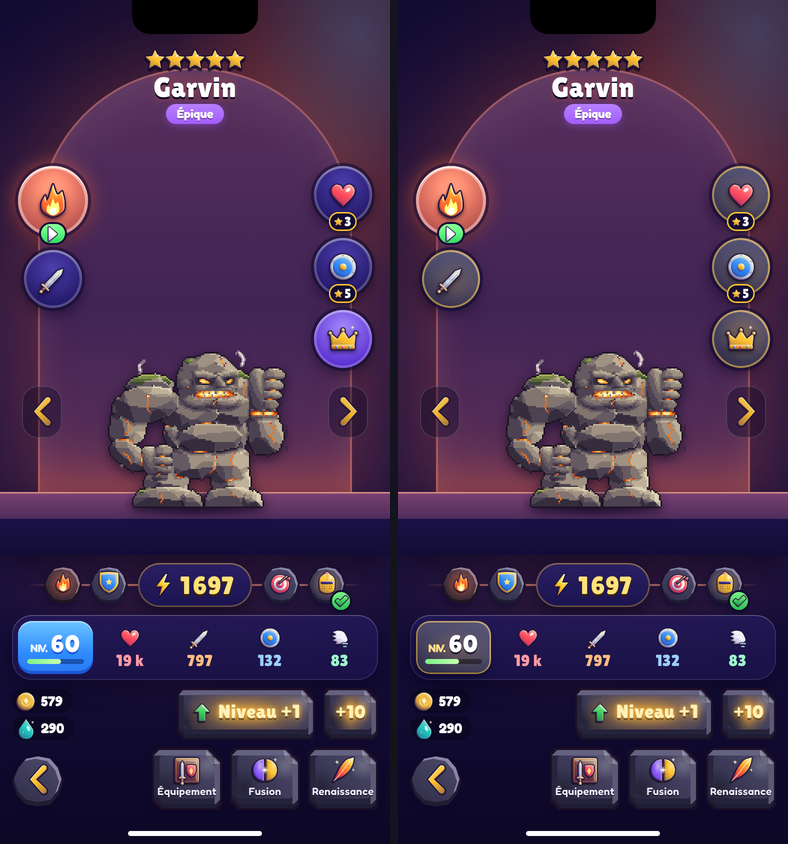 Garvin
Épique
3
5
1697
NIV. 60
19 k
797
132
83
579
290
Niveau +1
+10
Équipement
Fusion
Renaissance
Garvin
Épique
3
5
1697
NIV. 60
19 k
797
132
83
579
290
Niveau +1
+10
Équipement
Fusion
Renaissance